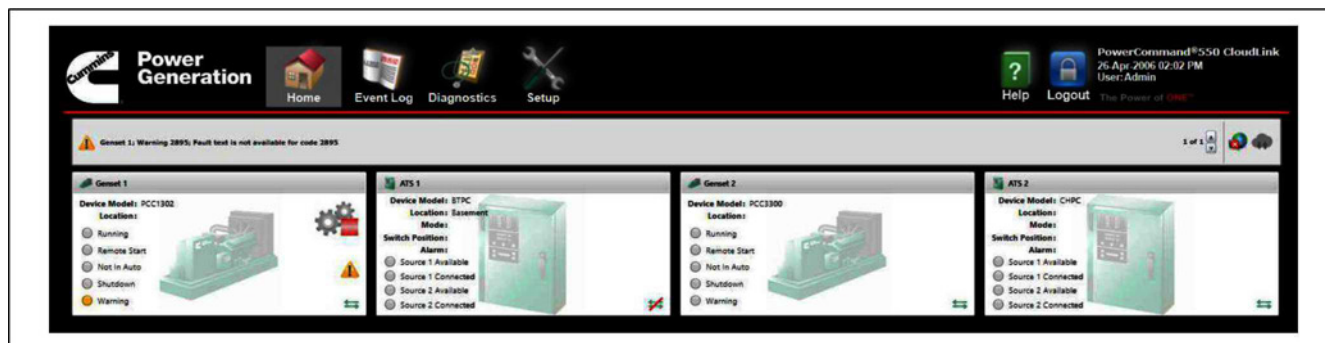 Cummins
Power
Generation
Home
Event Log
Diagnostics
Setup
Help
Logout
PowerCommand®550 CloudLink
26-Apr-2006 02:02 PM
User:Admin
The Power of ONE™
Genset 1; Warning 2895; Fault text is not available for code 2895
1 of 1
Genset 1
Device Model: PCC1302
Location:
Running
Remote Start
Not In Auto
Shutdown
Warning
ATS 1
Device Model: BTPC
Location: Basement
Mode:
Switch Position:
Alarm:
Source 1 Available
Source 1 Connected
Source 2 Available
Source 2 Connected
Genset 2
Device Model: PCC3300
Location:
Running
Remote Start
Not In Auto
Shutdown
Warning
ATS 2
Device Model: CHPC
Location:
Mode:
Switch Position:
Alarm:
Source 1 Available
Source 1 Connected
Source 2 Available
Source 2 Connected